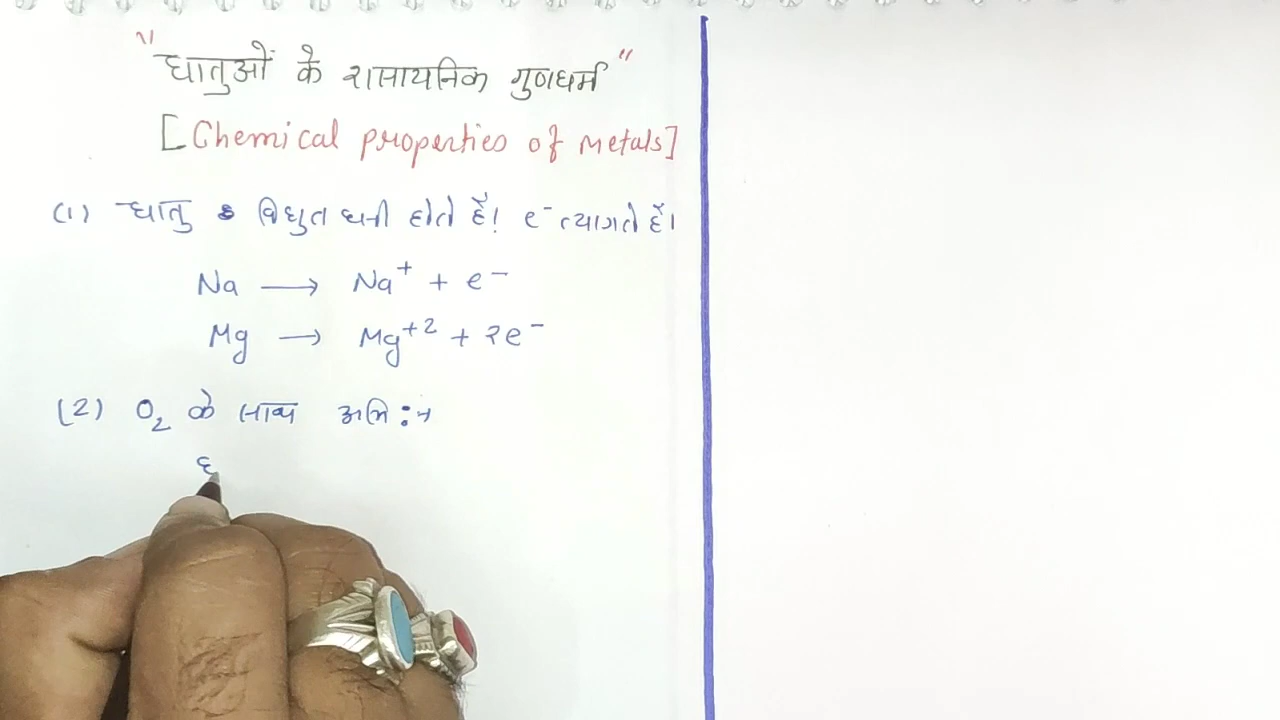 "धातुओं के रासायनिक गुणधर्म"
[Chemical properties of metals]
(1) धातु विद्युत धनी होते हैं! e⁻ त्यागते हैं।
Na ⟶ Na⁺ + e⁻
Mg ⟶ Mg⁺² + 2e⁻
(2) O₂ के साथ अभि :→